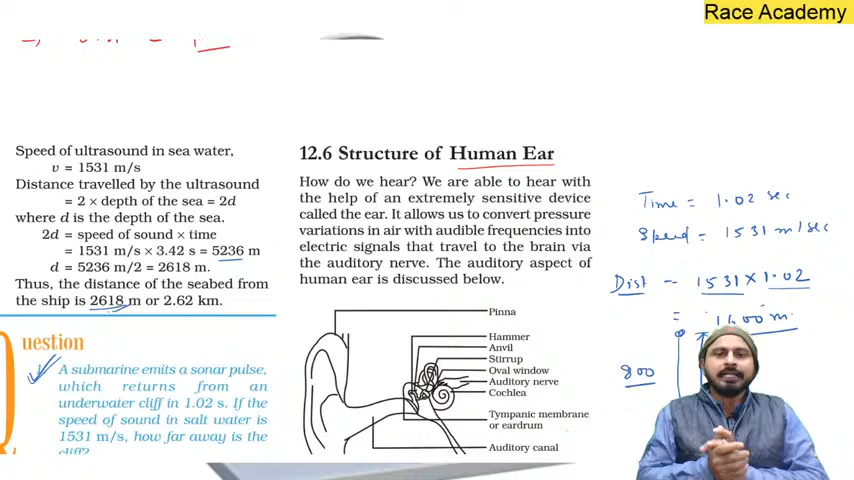 Race Academy
Speed of ultrasound in sea water,
v = 1531 m/s
Distance travelled by the ultrasound
= 2 × depth of the sea = 2d
where d is the depth of the sea.
2d = speed of sound × time
= 1531 m/s × 3.42 s = 5236 m
d = 5236 m/2 = 2618 m.
Thus, the distance of the seabed from
the ship is 2618 m or 2.62 km.
uestion
A submarine emits a sonar pulse,
which returns from an
underwater cliff in 1.02 s. If the
speed of sound in salt water is
1531 m/s, how far away is the
cliff?
12.6 Structure of Human Ear
How do we hear? We are able to hear with
the help of an extremely sensitive device
called the ear. It allows us to convert pressure
variations in air with audible frequencies into
electric signals that travel to the brain via
the auditory nerve. The auditory aspect of
human ear is discussed below.
Pinna
Hammer
Anvil
Stirrup
Oval window
Auditory nerve
Cochlea
Tympanic membrane
or eardrum
Auditory canal
Time = 1.02 sec
Speed = 1531 m/sec
Dist = 1531 × 1.02
= 1600 m.
800